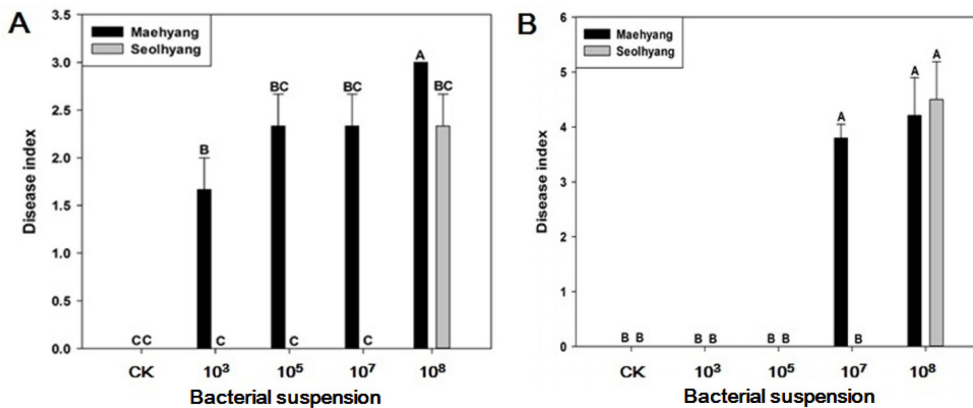 A
3.5
3.0
2.5
2.0
1.5
1.0
0.5
0.0
Disease index
Maehyang
Seolhyang
CC
B
C
BC
C
BC
C
A
BC
CK
10³
10⁵
10⁷
10⁸
Bacterial suspension
B
6
5
4
3
2
1
0
Disease index
Maehyang
Seolhyang
B B
B B
B B
A
B
A
A
CK
10³
10⁵
10⁷
10⁸
Bacterial suspension